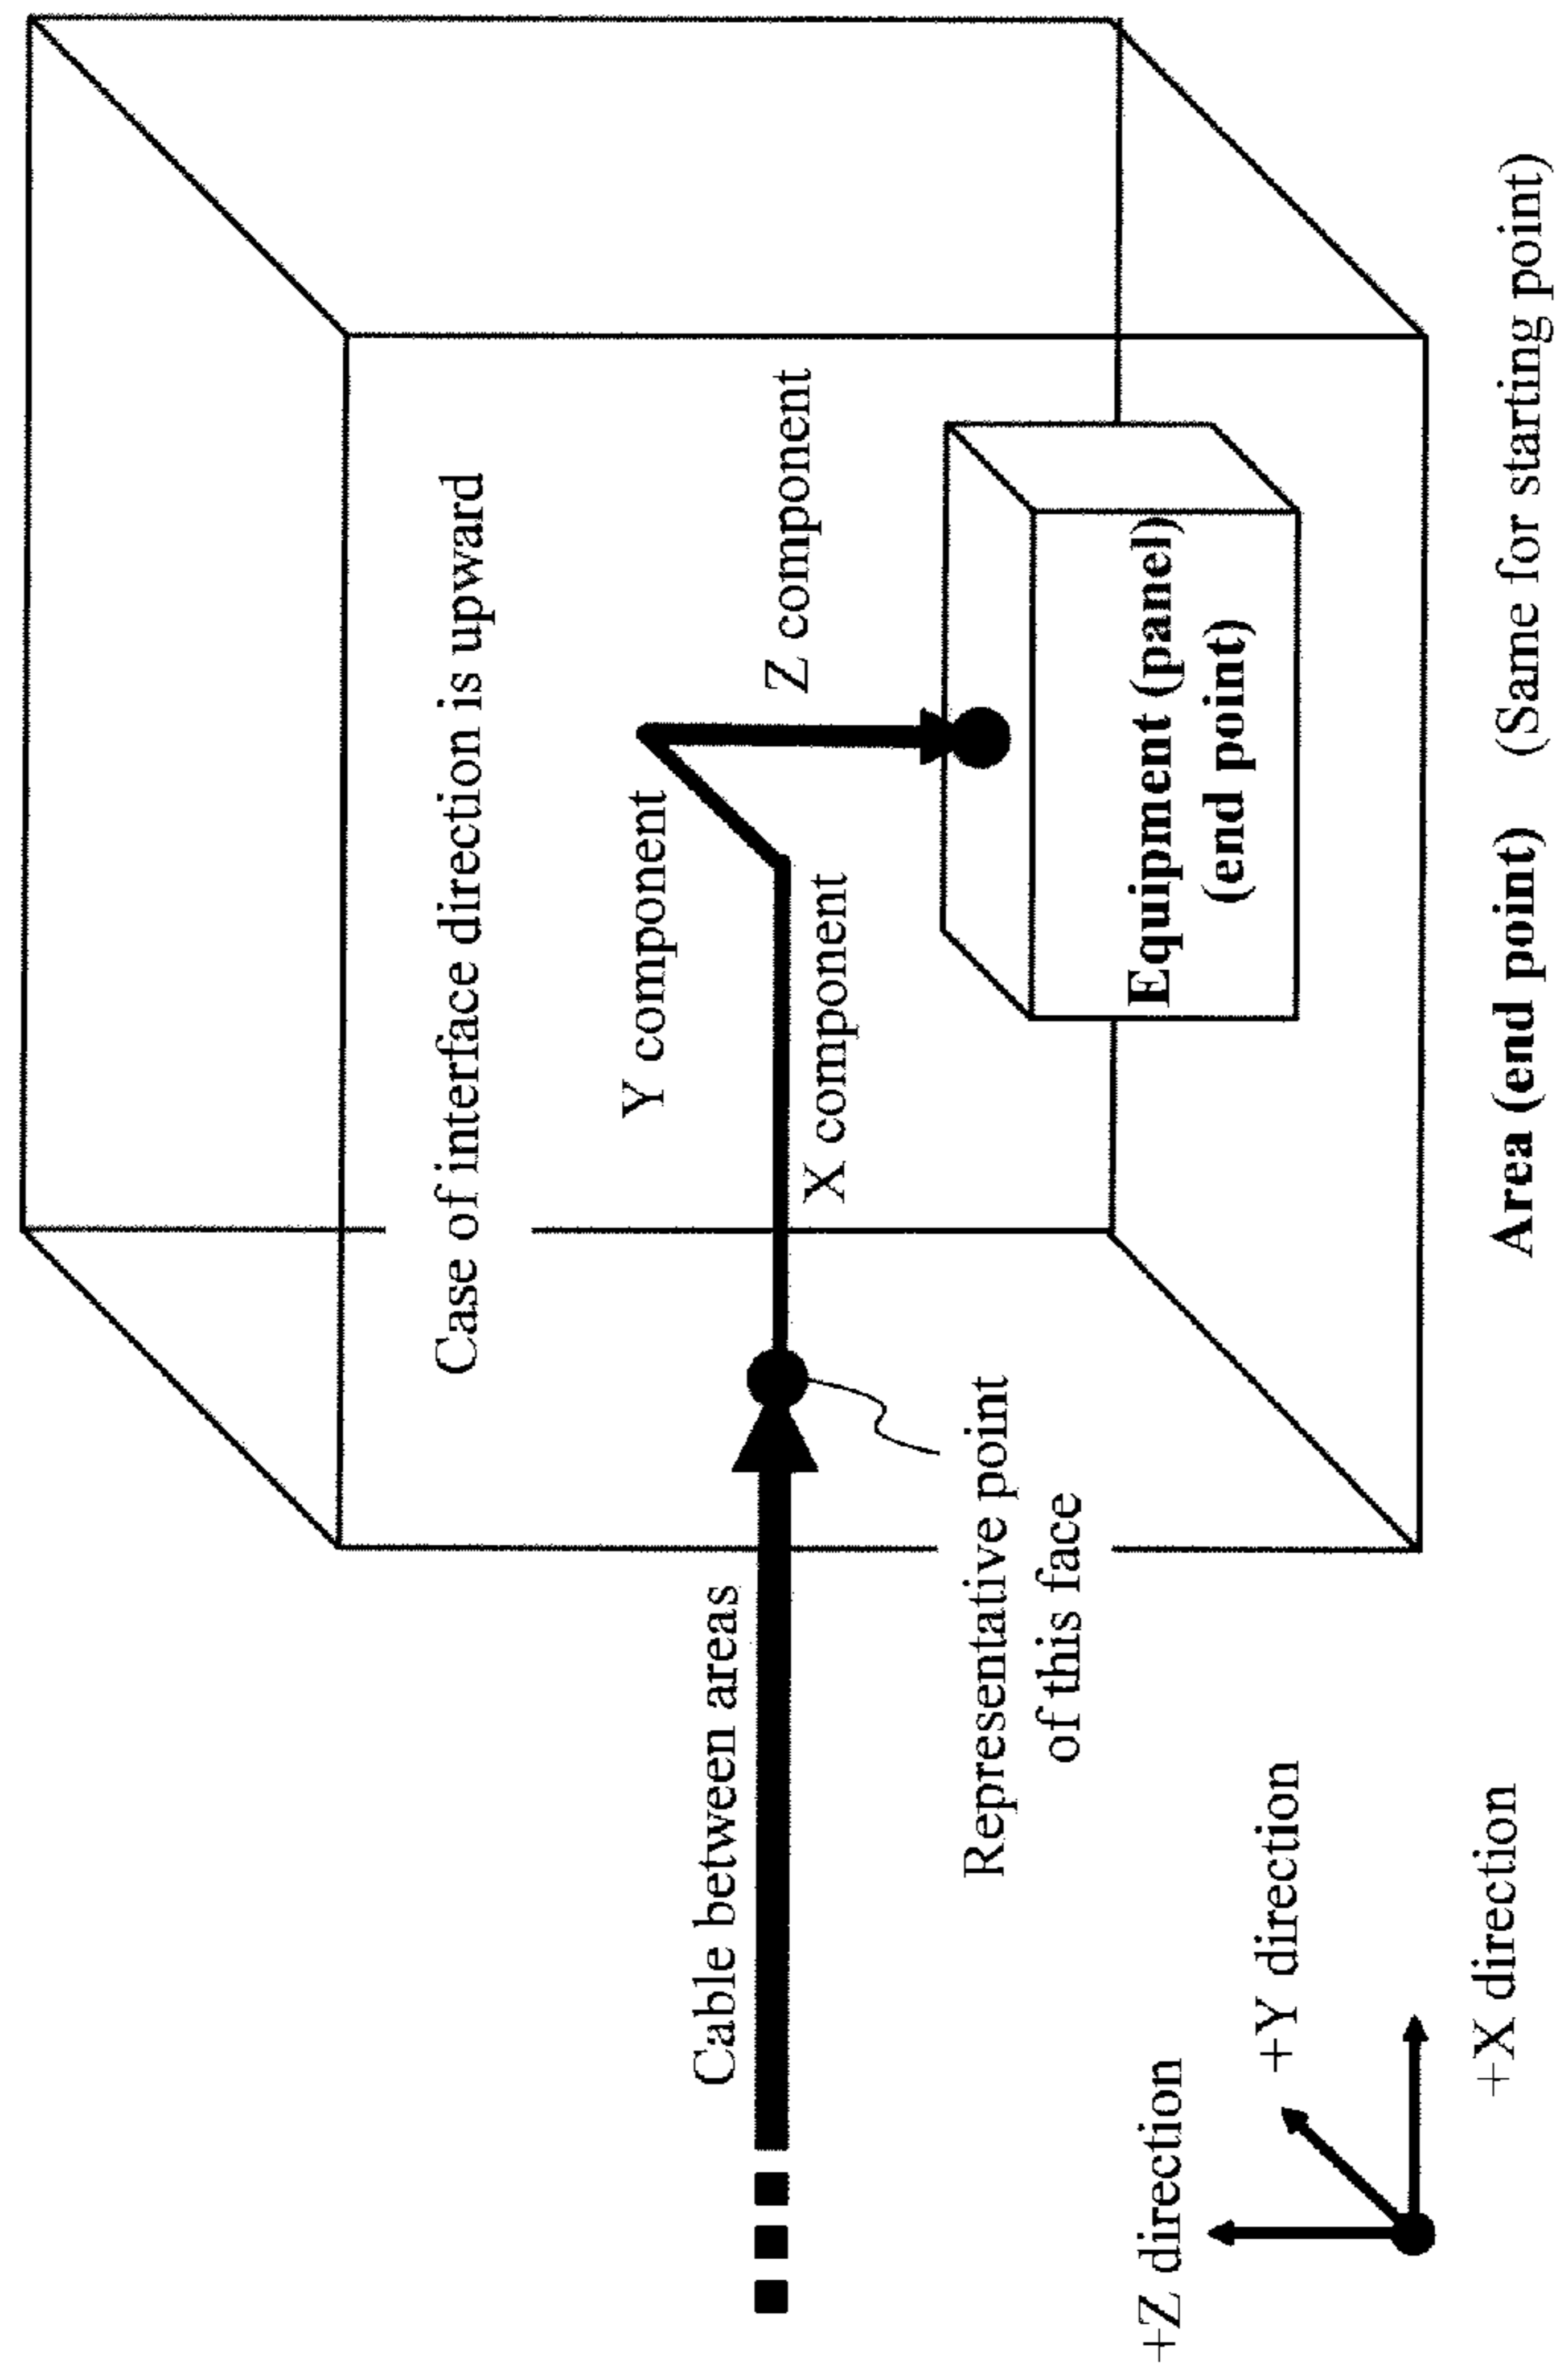 Case of interface direction is upward
Cable between areas
Y component
Z component
X component
Representative point
of this face
Equipment (panel)
(end point)
+Z direction
+Y direction
+X direction
Area (end point)
(Same for starting point)